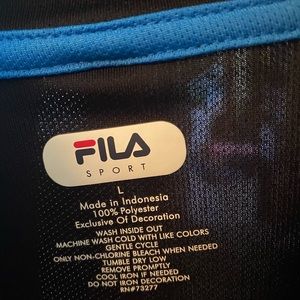 FILA
SPORT
L
Made in Indonesia
100% Polyester
Exclusive Of Decoration
WASH INSIDE OUT
MACHINE WASH COLD WITH LIKE COLORS
GENTLE CYCLE
ONLY NON-CHLORINE BLEACH WHEN NEEDED
TUMBLE DRY LOW
REMOVE PROMPTLY
COOL IRON IF NEEDED
DO NOT IRON DECORATION
RN#73277